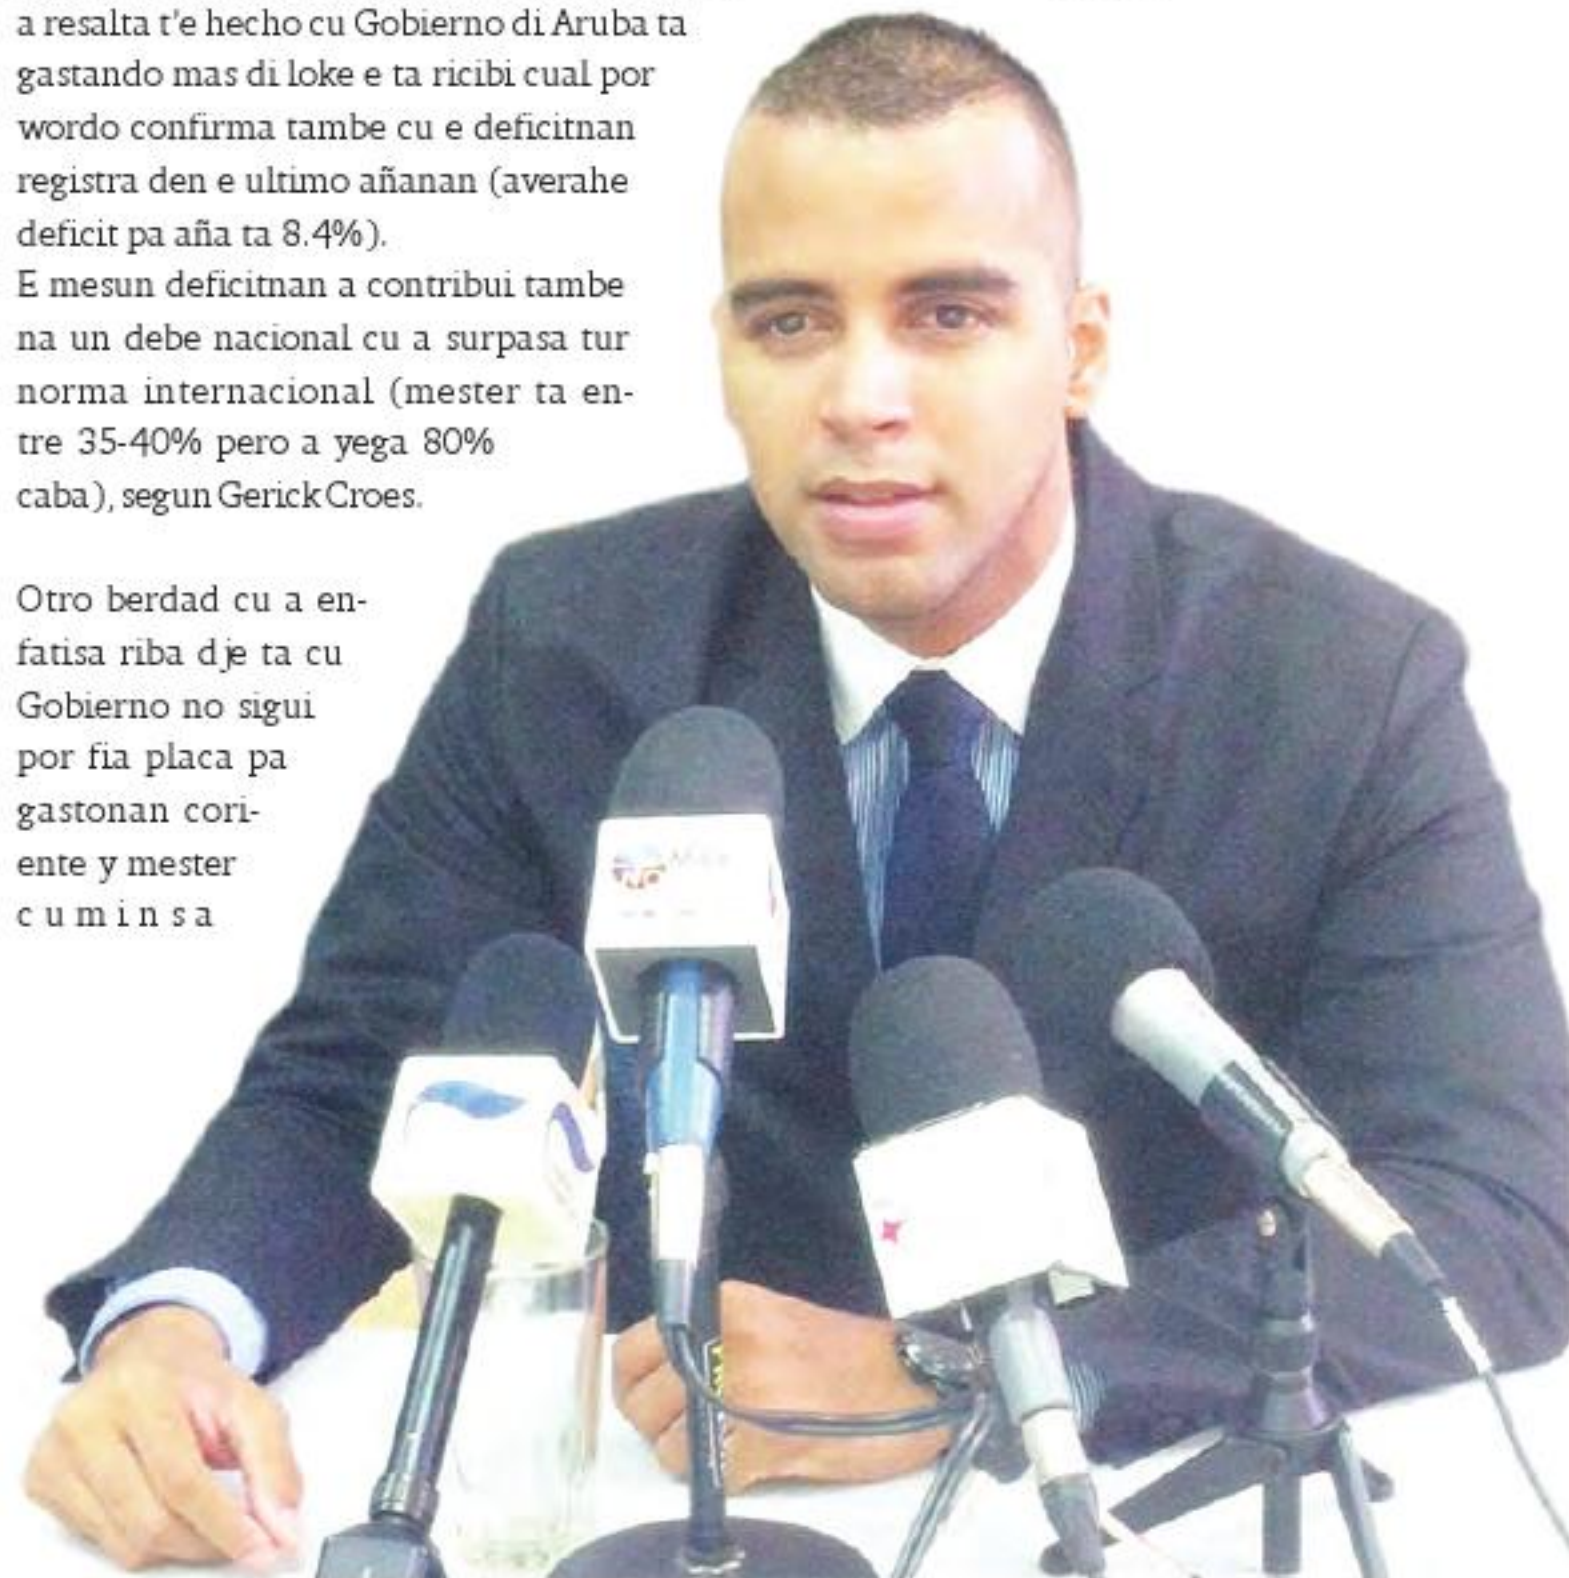 a resalta t'e hecho cu Gobierno di Aruba ta
gastando mas di loke e ta ricibi cual por
wordo confirma tambe cu e deficitnan
registra den e ultimo añanan (averahe
deficit pa aña ta 8.4%).
E mesun deficitnan a contribui tambe
na un debe nacional cu a surpasa tur
norma internacional (mester ta en-
tre 35-40% pero a yega 80%
caba), segun Gerick Croes.
Otro berdad cu a en-
fatisa riba dje ta cu
Gobierno no sigui
por fia placa pa
gastonan cori-
ente y mester
cuminsa